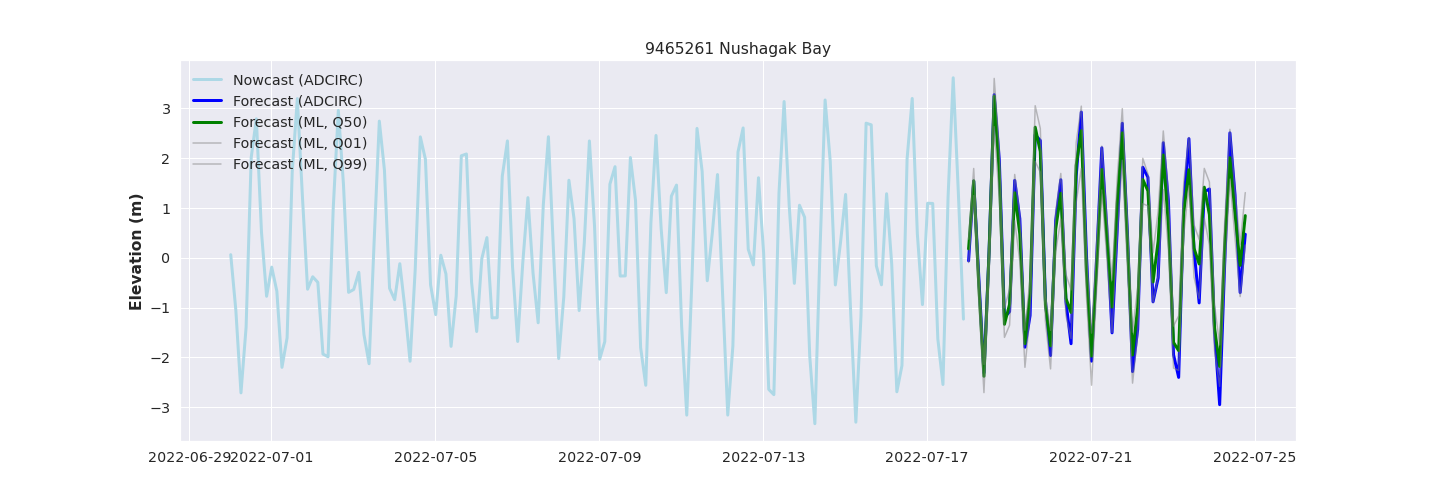 9465261 Nushagak Bay
Nowcast (ADCIRC)
Forecast (ADCIRC)
Forecast (ML, Q50)
Forecast (ML, Q01)
Forecast (ML, Q99)
Elevation (m)
3
2
1
0
−1
−2
−3
2022-06-29
2022-07-01
2022-07-05
2022-07-09
2022-07-13
2022-07-17
2022-07-21
2022-07-25